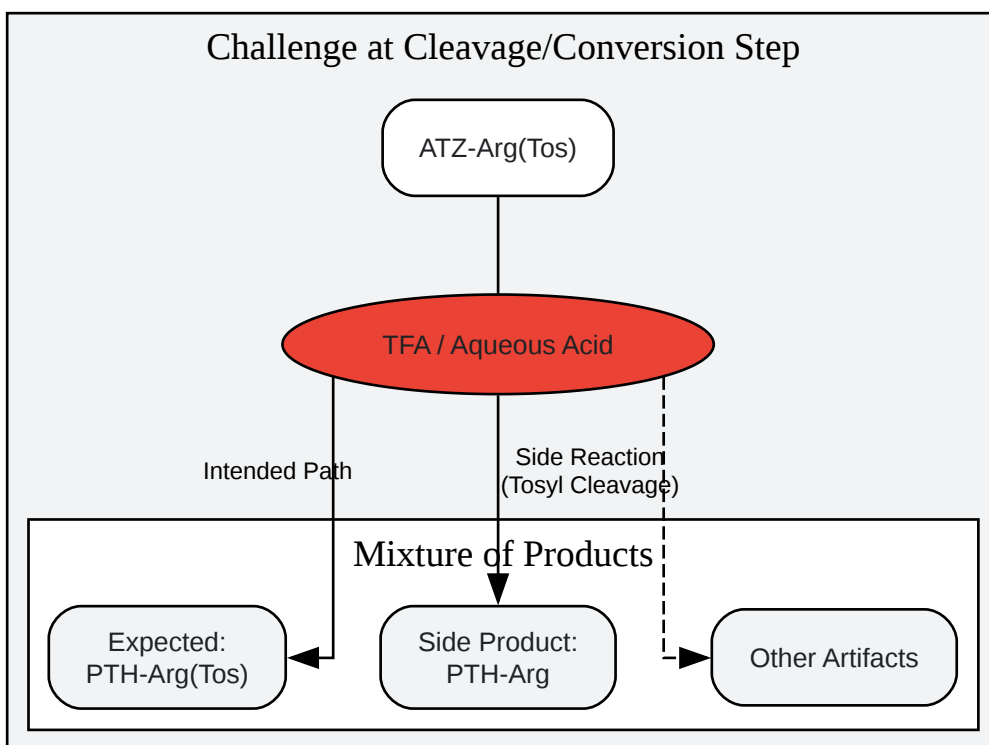 Challenge at Cleavage/Conversion Step
ATZ-Arg(Tos)
TFA / Aqueous Acid
Intended Path
Side Reaction
(Tosyl Cleavage)
Mixture of Products
Expected:
PTH-Arg(Tos)
Side Product:
PTH-Arg
Other Artifacts